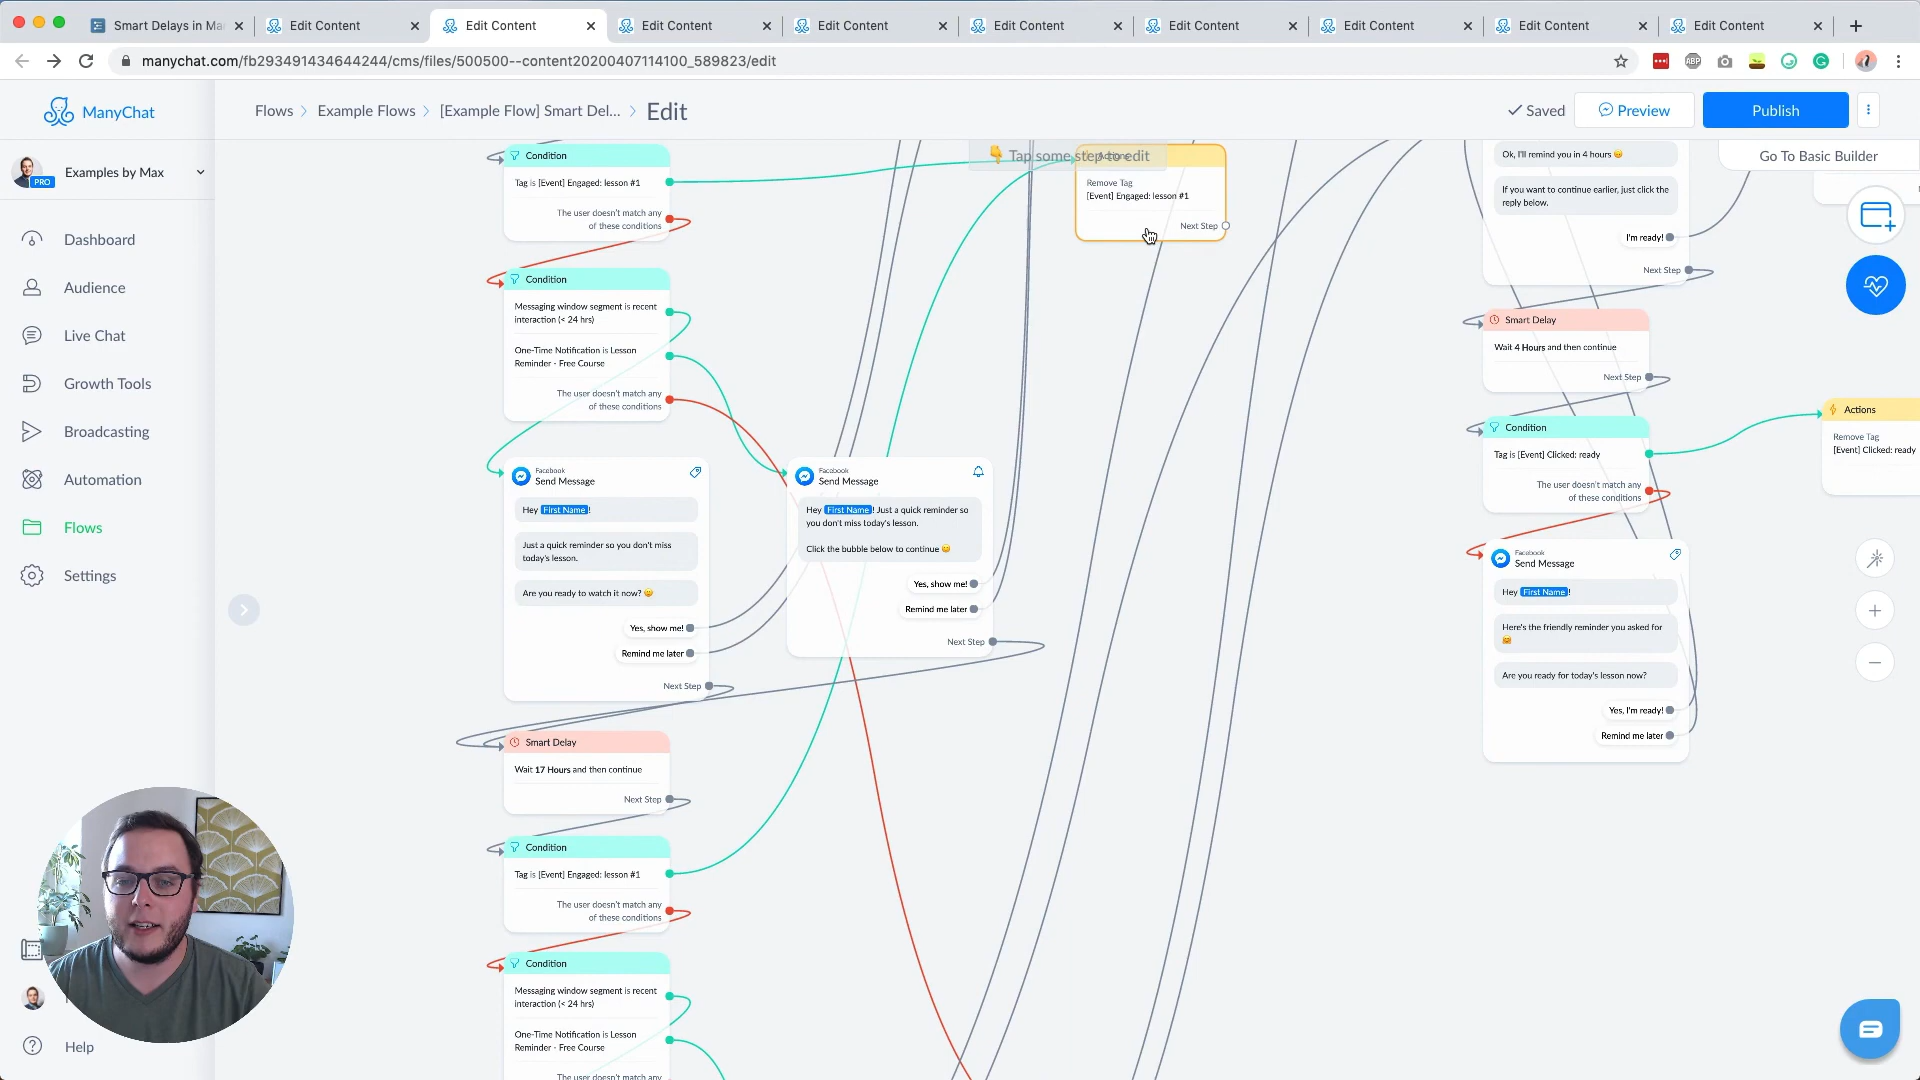 Smart Delays in Ma
Edit Content
Edit Content
Edit Content
Edit Content
Edit Content
Edit Content
Edit Content
Edit Content
Edit Content
manychat.com/fb293491434644244/cms/files/500500--content20200407114100_589823/edit
ABP
ManyChat
Flows
Example Flows
[Example Flow] Smart Del...
Edit
Saved
Preview
Publish
Examples by Max
PRO
Dashboard
Audience
Live Chat
Growth Tools
Broadcasting
Automation
Flows
Settings
Help
Go To Basic Builder
Tap some step to edit
Condition
Tag is [Event] Engaged: lesson #1
The user doesn't match any
of these conditions
Condition
Messaging window segment is recent
interaction (< 24 hrs)
One-Time Notification is Lesson
Reminder - Free Course
The user doesn't match any
of these conditions
Facebook
Send Message
Hey First Name !
Just a quick reminder so you don't miss
today's lesson.
Are you ready to watch it now? 😀
Yes, show me!
Remind me later
Next Step
Facebook
Send Message
Hey First Name ! Just a quick reminder so
you don't miss today's lesson.
Click the bubble below to continue 😀
Yes, show me!
Remind me later
Next Step
Smart Delay
Wait 17 Hours and then continue
Next Step
Condition
Tag is [Event] Engaged: lesson #1
The user doesn't match any
of these conditions
Condition
Messaging window segment is recent
interaction (< 24 hrs)
One-Time Notification is Lesson
Reminder - Free Course
The user doesn't match any
Remove Tag
[Event] Engaged: lesson #1
Next Step
Ok, I'll remind you in 4 hours 😀
If you want to continue earlier, just click the
reply below.
I'm ready!
Next Step
Smart Delay
Wait 4 Hours and then continue
Next Step
Condition
Tag is [Event] Clicked: ready
The user doesn't match any
of these conditions
Actions
Remove Tag
[Event] Clicked: ready
Facebook
Send Message
Hey First Name !
Here's the friendly reminder you asked for
🤗
Are you ready for today's lesson now?
Yes, I'm ready!
Remind me later